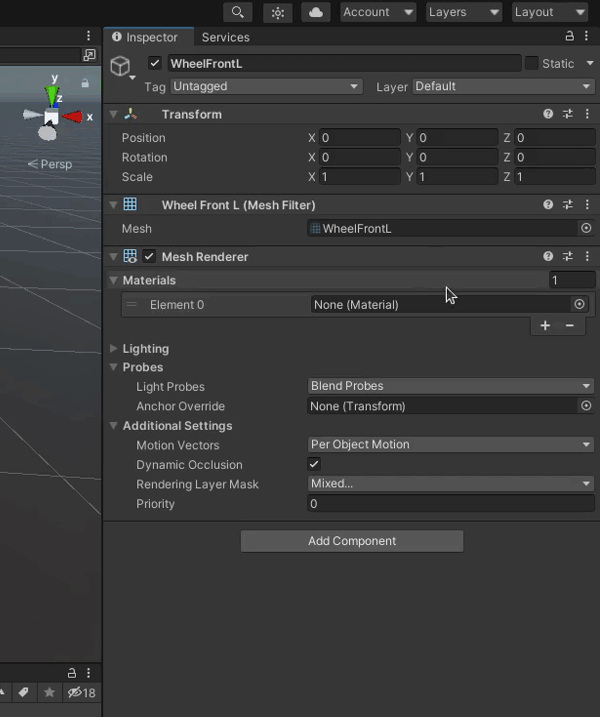 Account Layers Layout
Inspector Services
WheelFrontL Static
Tag Untagged Layer Default
Transform
Position X 0 Y 0 Z 0
Rotation X 0 Y 0 Z 0
Scale X 1 Y 1 Z 1
Wheel Front L (Mesh Filter)
Mesh WheelFrontL
Mesh Renderer
Materials 1
Element 0 None (Material)
+ −
Lighting
Probes
Light Probes Blend Probes
Anchor Override None (Transform)
Additional Settings
Motion Vectors Per Object Motion
Dynamic Occlusion
Rendering Layer Mask Mixed...
Priority 0
Add Component
y
z
x
< Persp
18